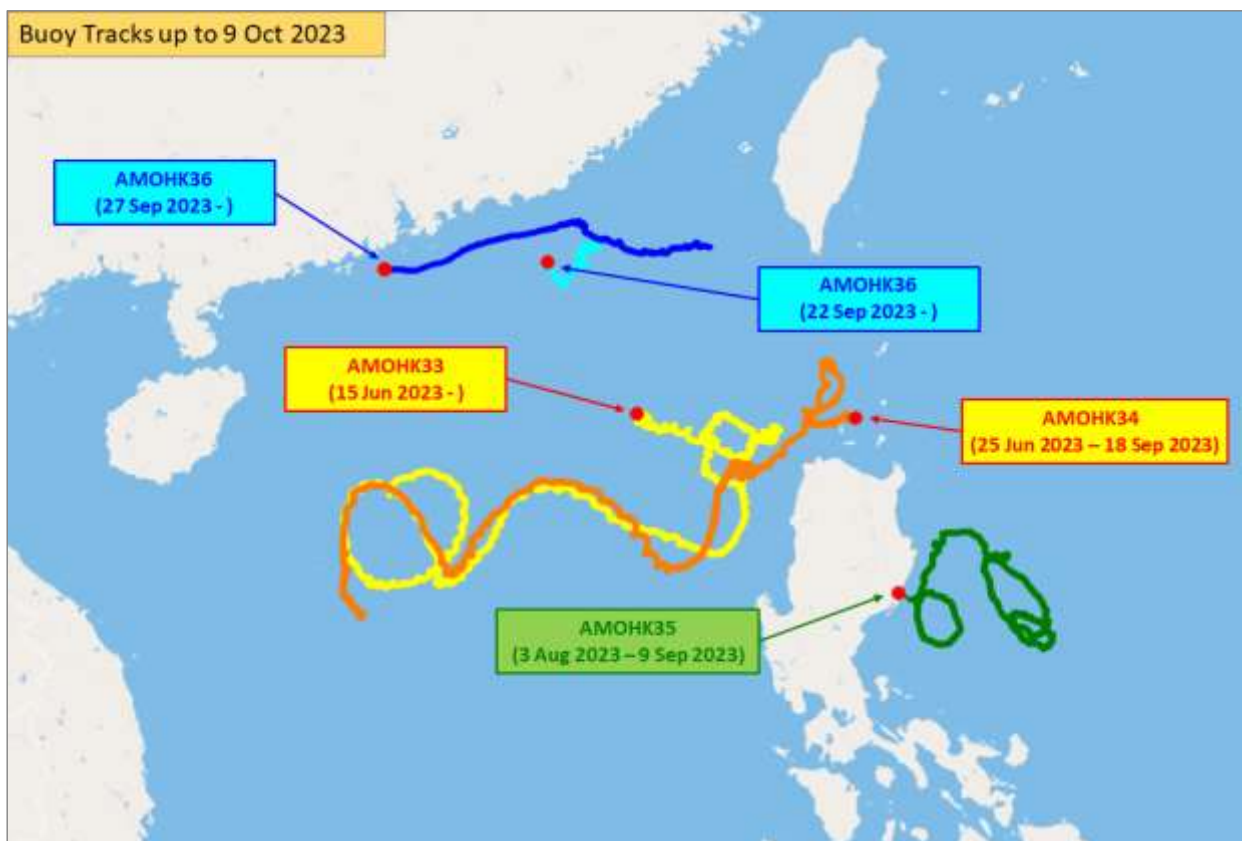 Buoy Tracks up to 9 Oct 2023
AMOHK36
(27 Sep 2023 - )
AMOHK36
(22 Sep 2023 - )
AMOHK33
(15 Jun 2023 - )
AMOHK34
(25 Jun 2023 – 18 Sep 2023)
AMOHK35
(3 Aug 2023 – 9 Sep 2023)